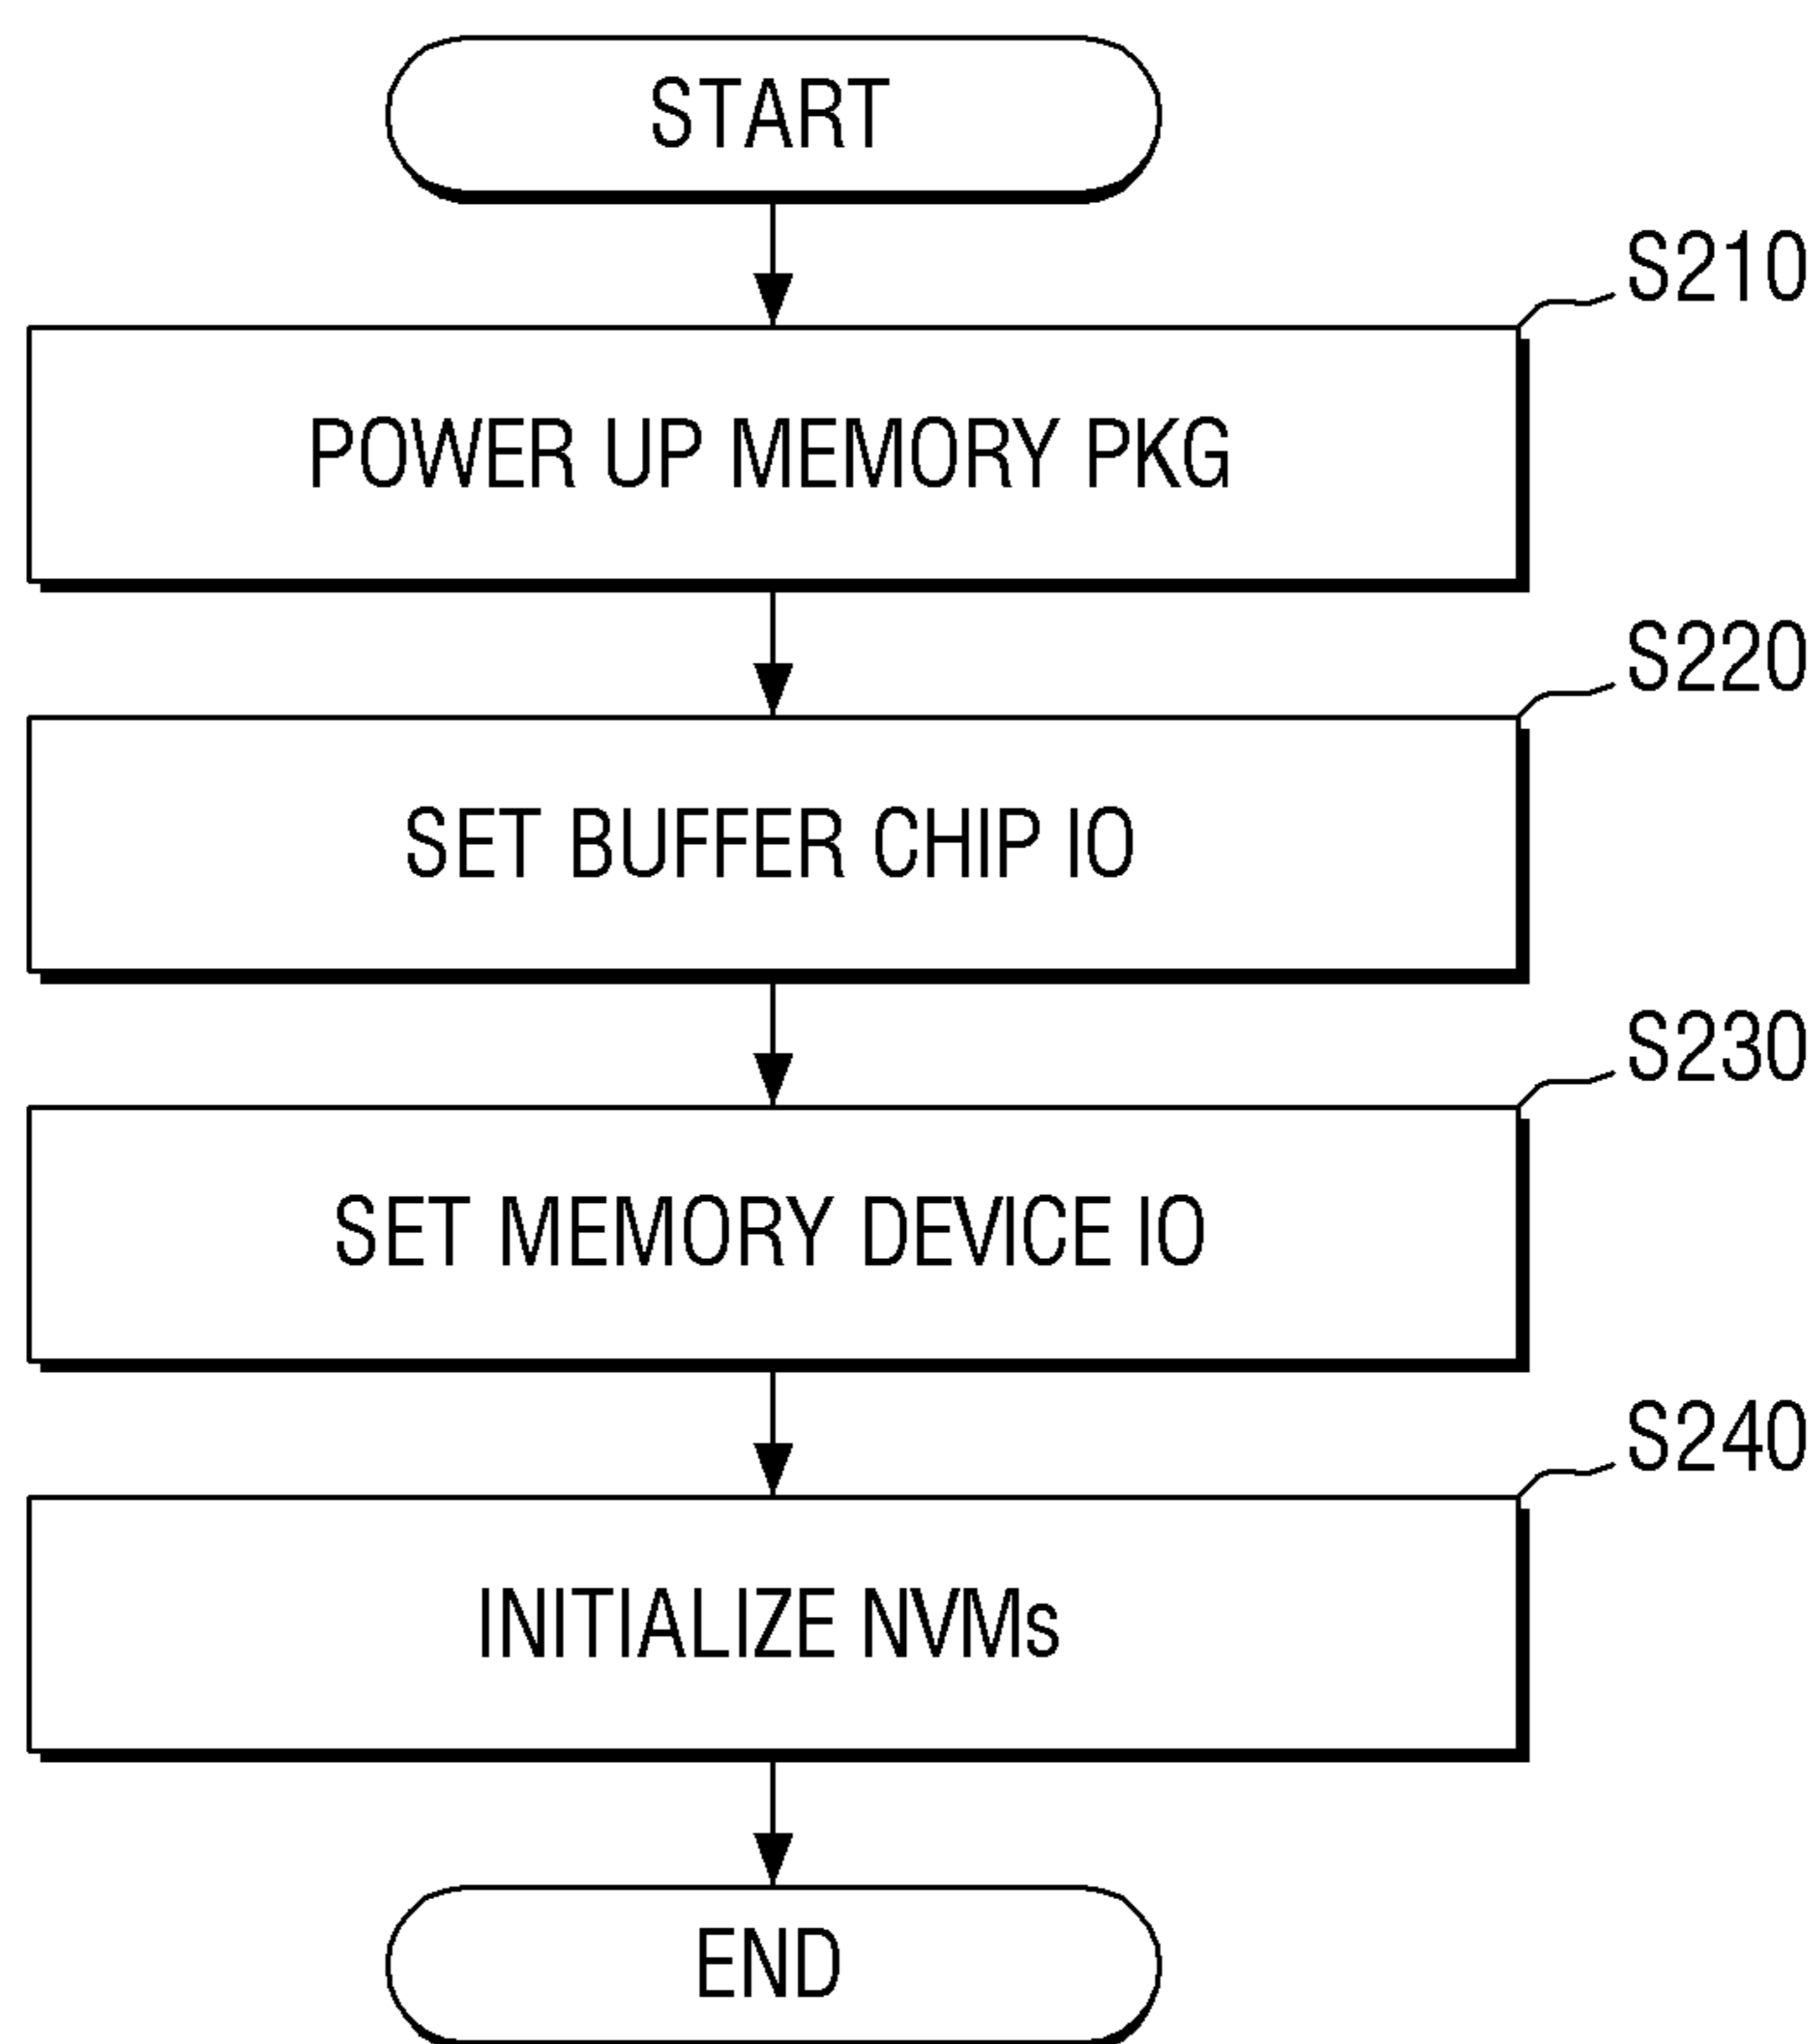 START
S210
POWER UP MEMORY PKG
S220
SET BUFFER CHIP IO
S230
SET MEMORY DEVICE IO
S240
INITIALIZE NVMs
END